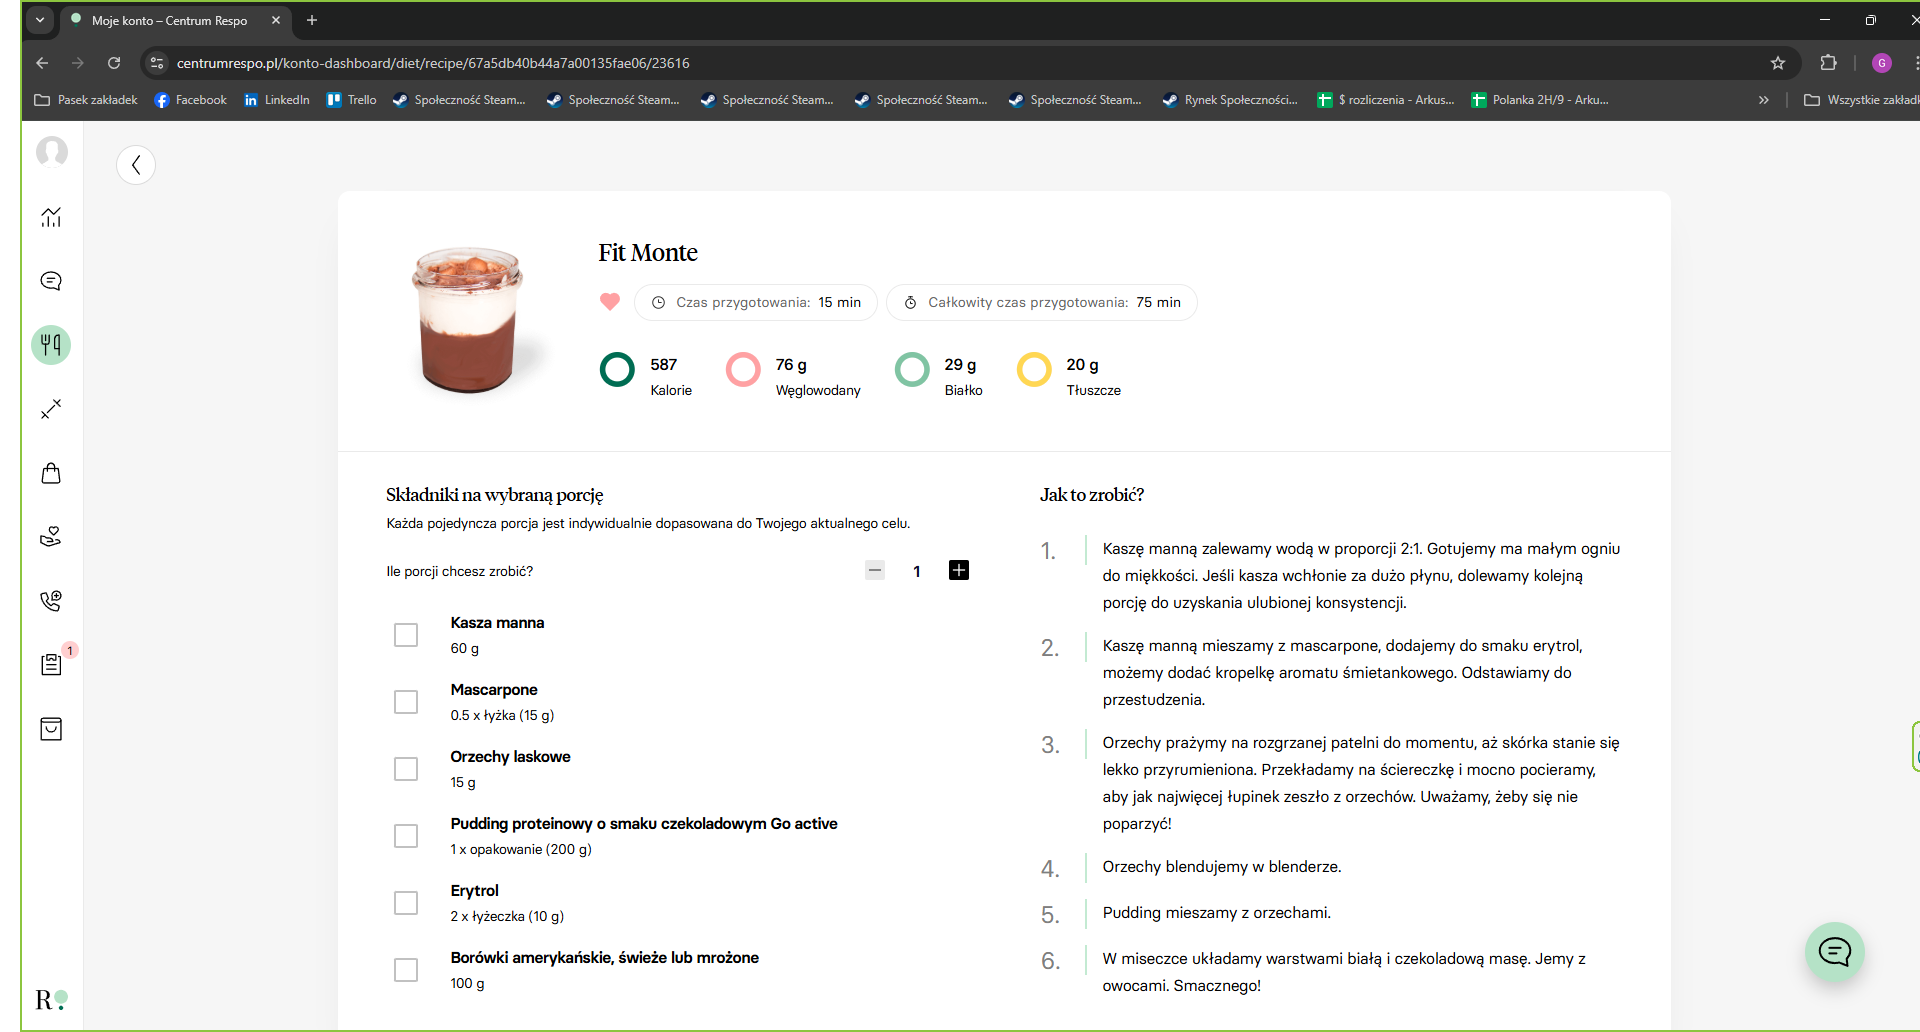 Moje konto – Centrum Respo
centrumrespo.pl/konto-dashboard/diet/recipe/67a5db40b44a7a00135fae06/23616
G
Pasek zakładek
Facebook
LinkedIn
Trello
Społeczność Steam...
Społeczność Steam...
Społeczność Steam...
Społeczność Steam...
Społeczność Steam...
Rynek Społeczności...
$ rozliczenia - Arkus...
Polanka 2H/9 - Arku...
»
Wszystkie zakładk
Fit Monte
Czas przygotowania: 15 min
Całkowity czas przygotowania: 75 min
587
Kalorie
76 g
Węglowodany
29 g
Białko
20 g
Tłuszcze
Składniki na wybraną porcję
Każda pojedyncza porcja jest indywidualnie dopasowana do Twojego aktualnego celu.
Ile porcji chcesz zrobić?
1
Kasza manna
60 g
Mascarpone
0.5 x łyżka (15 g)
Orzechy laskowe
15 g
Pudding proteinowy o smaku czekoladowym Go active
1 x opakowanie (200 g)
Erytrol
2 x łyżeczka (10 g)
Borówki amerykańskie, świeże lub mrożone
100 g
Jak to zrobić?
1. Kaszę manną zalewamy wodą w proporcji 2:1. Gotujemy ma małym ogniu
do miękkości. Jeśli kasza wchłonie za dużo płynu, dolewamy kolejną
porcję do uzyskania ulubionej konsystencji.
2. Kaszę manną mieszamy z mascarpone, dodajemy do smaku erytrol,
możemy dodać kropelkę aromatu śmietankowego. Odstawiamy do
przestudzenia.
3. Orzechy prażymy na rozgrzanej patelni do momentu, aż skórka stanie się
lekko przyrumieniona. Przekładamy na ściereczkę i mocno pocieramy,
aby jak najwięcej łupinek zeszło z orzechów. Uważamy, żeby się nie
poparzyć!
4. Orzechy blendujemy w blenderze.
5. Pudding mieszamy z orzechami.
6. W miseczce układamy warstwami białą i czekoladową masę. Jemy z
owocami. Smacznego!
1
R